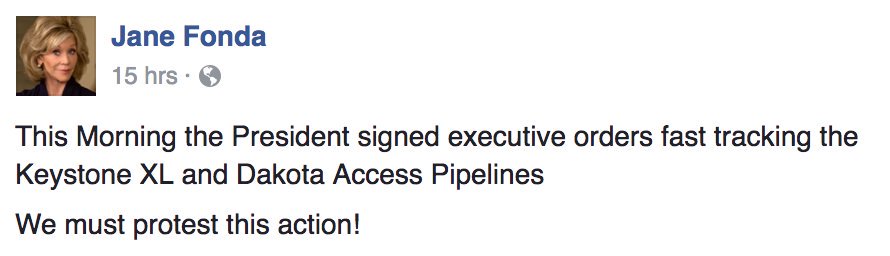 Jane Fonda
15 hrs ·
This Morning the President signed executive orders fast tracking the
Keystone XL and Dakota Access Pipelines
We must protest this action!